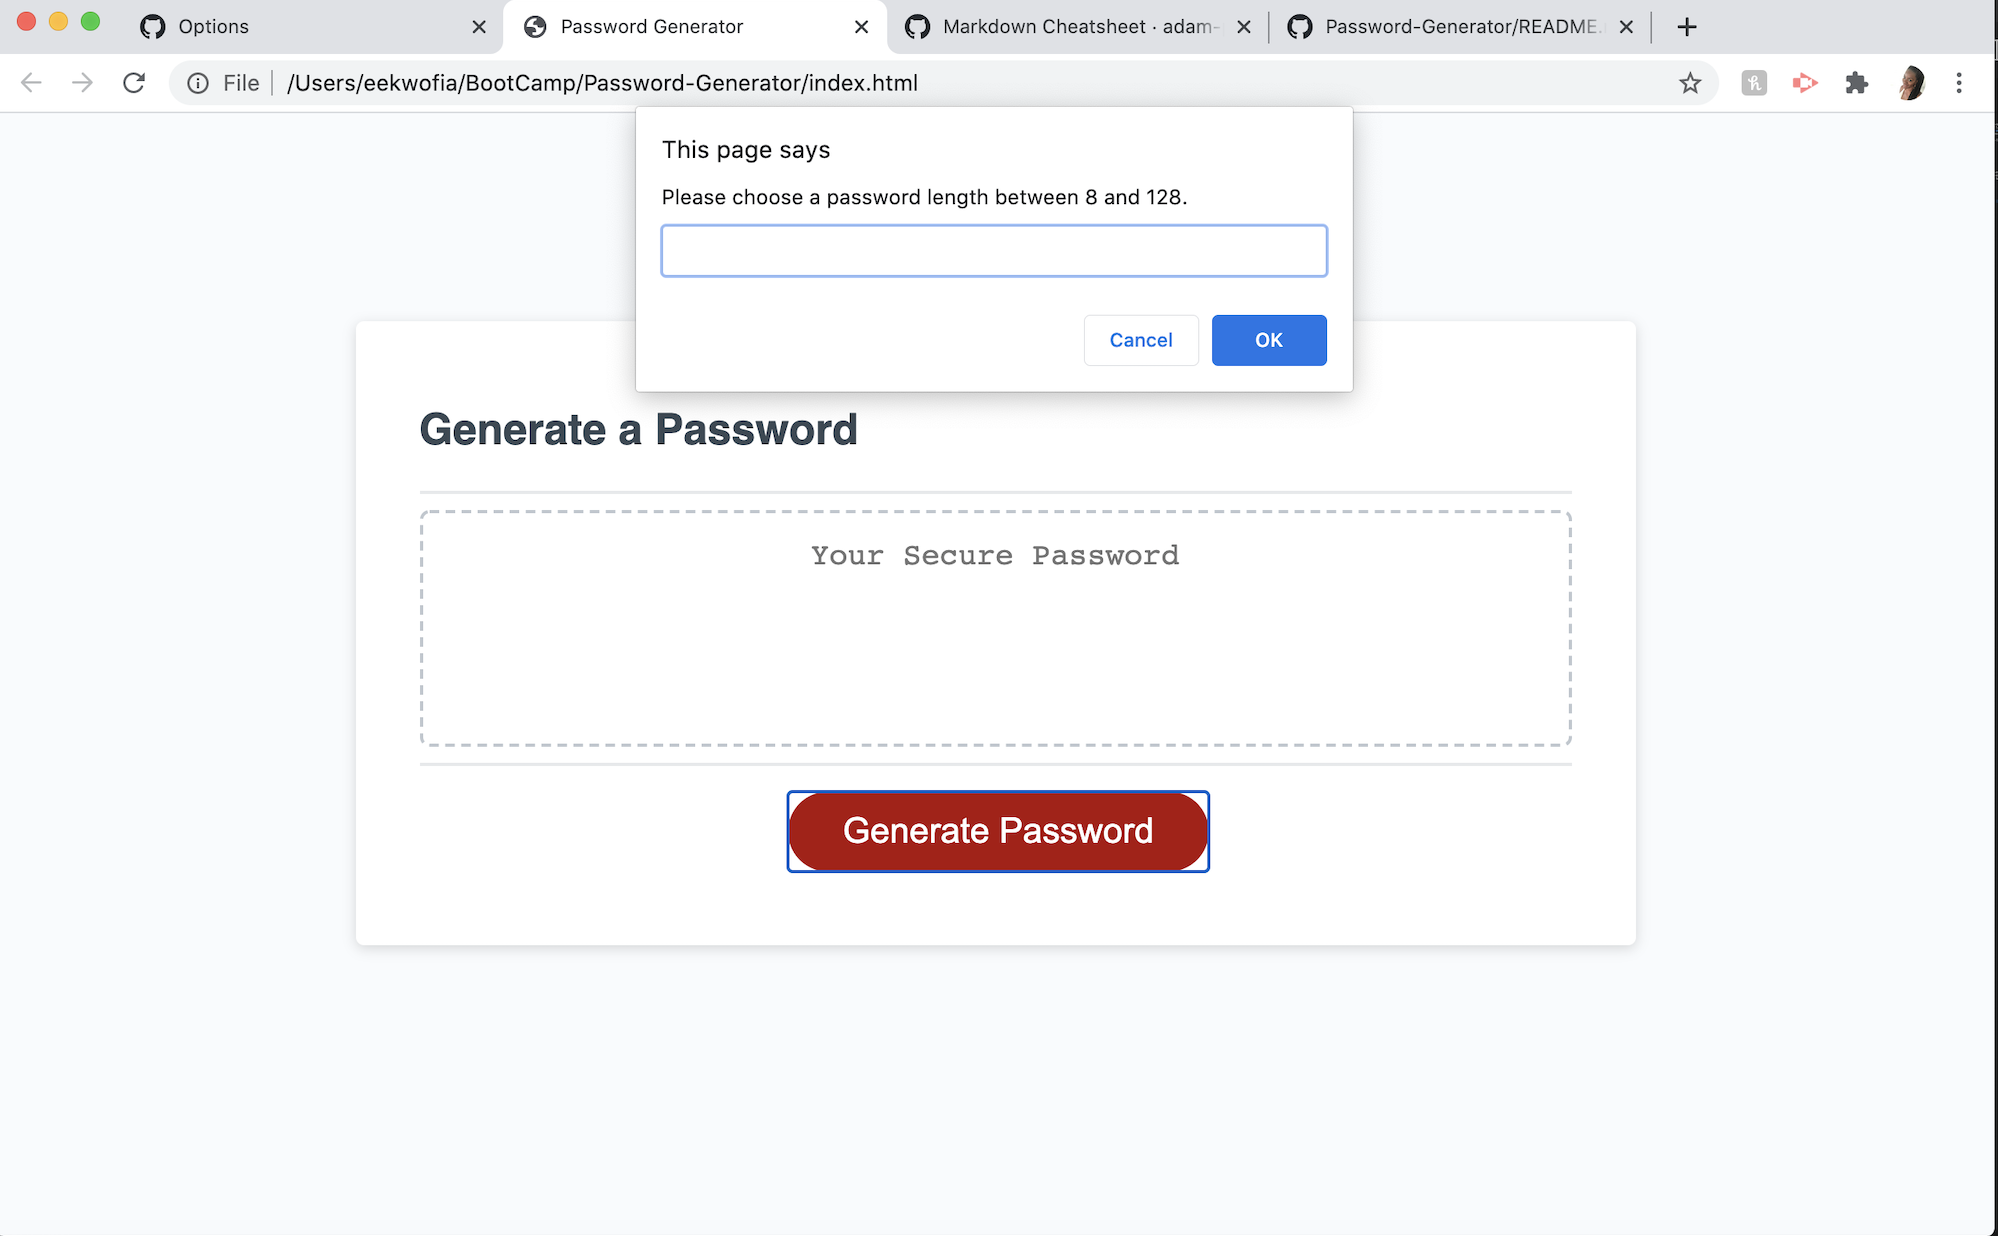 Options
Password Generator
Markdown Cheatsheet · adam-
Password-Generator/README.
File
/Users/eekwofia/BootCamp/Password-Generator/index.html
This page says
Please choose a password length between 8 and 128.
Cancel
OK
Generate a Password
Your Secure Password
Generate Password